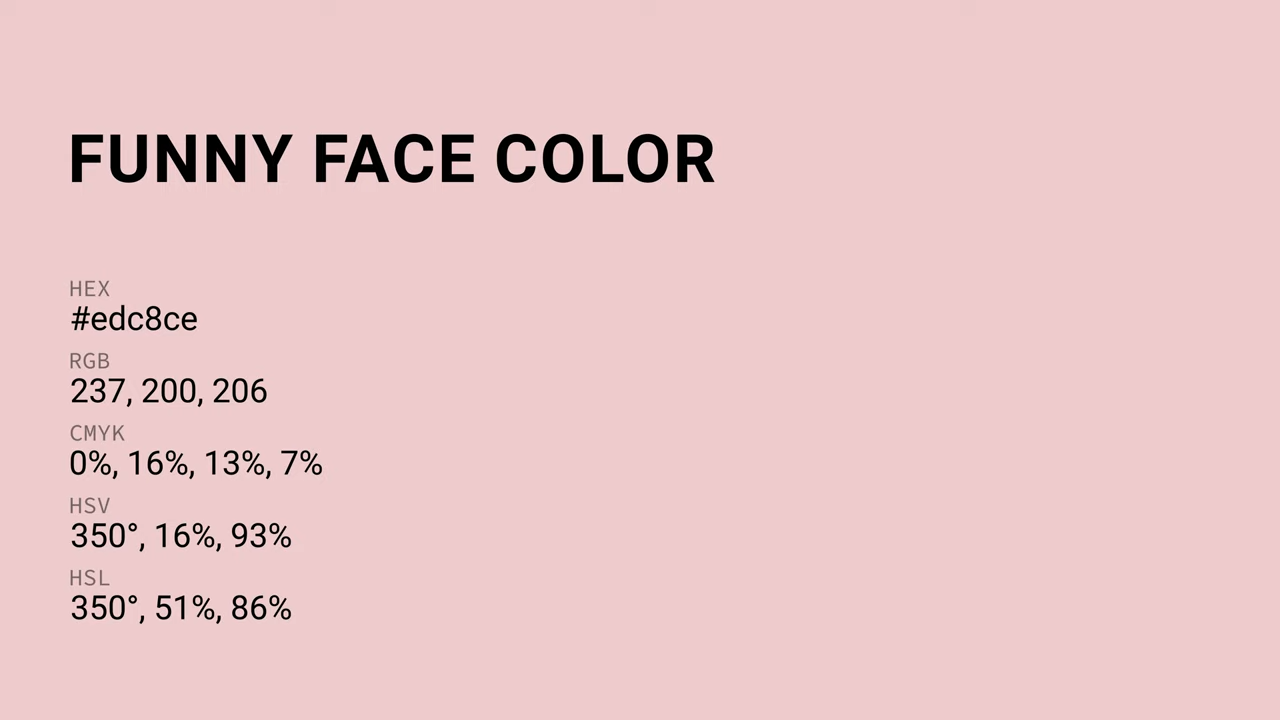 FUNNY FACE COLOR
HEX
#edc8ce
RGB
237, 200, 206
CMYK
0%, 16%, 13%, 7%
HSV
350°, 16%, 93%
HSL
350°, 51%, 86%